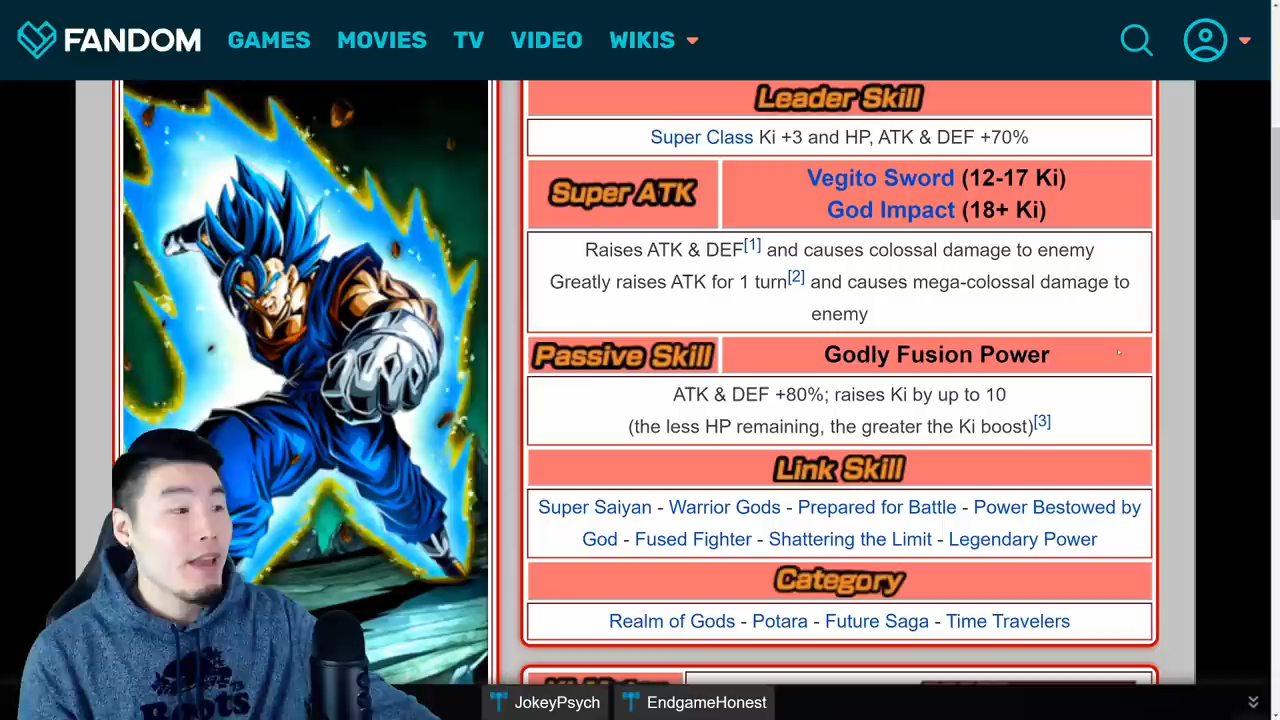 FANDOM GAMES MOVIES TV VIDEO WIKIS
Leader Skill
Super Class Ki +3 and HP, ATK & DEF +70%
Super ATK
Vegito Sword (12-17 Ki)
God Impact (18+ Ki)
Raises ATK & DEF[1] and causes colossal damage to enemy
Greatly raises ATK for 1 turn[2] and causes mega-colossal damage to
enemy
Passive Skill
Godly Fusion Power
ATK & DEF +80%; raises Ki by up to 10
(the less HP remaining, the greater the Ki boost)[3]
Link Skill
Super Saiyan - Warrior Gods - Prepared for Battle - Power Bestowed by
God - Fused Fighter - Shattering the Limit - Legendary Power
Category
Realm of Gods - Potara - Future Saga - Time Travelers
Roots
JokeyPsych EndgameHonest